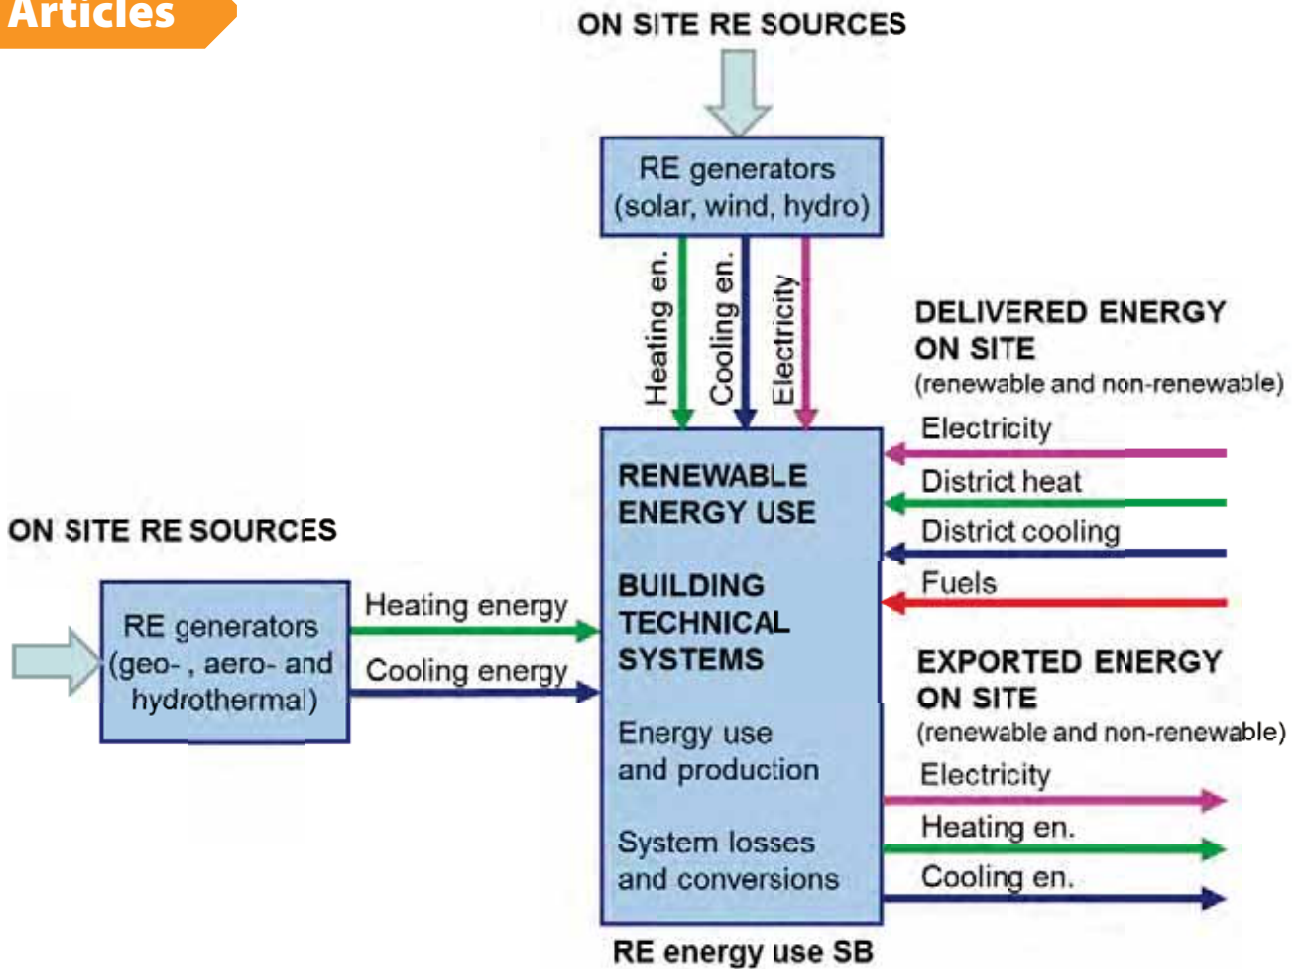 Articles
ON SITE RE SOURCES
RE generators
(solar, wind, hydro)
Heating en.
Cooling en.
Electricity
DELIVERED ENERGY
ON SITE
(renewable and non-renewable)
Electricity
District heat
District cooling
Fuels
ON SITE RE SOURCES
RE generators
(geo- , aero- and
hydrothermal)
Heating energy
Cooling energy
RENEWABLE
ENERGY USE
BUILDING
TECHNICAL
SYSTEMS
Energy use
and production
System losses
and conversions
EXPORTED ENERGY
ON SITE
(renewable and non-renewable)
Electricity
Heating en.
Cooling en.
RE energy use SB